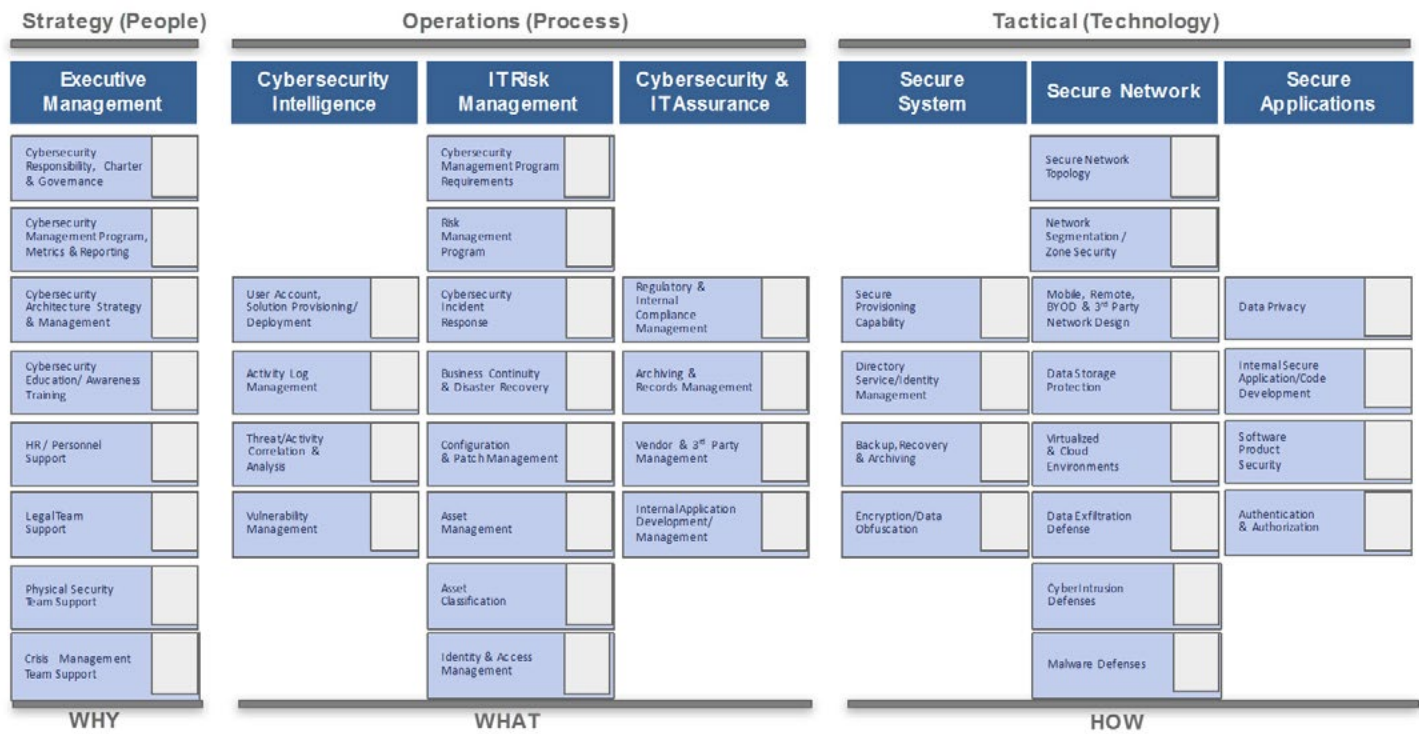 Strategy (People)
Operations (Process)
Tactical (Technology)
Executive
Management
Cybersecurity
Intelligence
IT Risk
Management
Cybersecurity &
IT Assurance
Secure
System
Secure Network
Secure
Applications
Cybersecurity
Responsibility, Charter
& Governance
Cybersecurity
Management Program,
Metrics & Reporting
Cybersecurity
Architecture Strategy
& Management
Cybersecurity
Education/ Awareness
Training
HR / Personnel
Support
Legal Team
Support
Physical Security
Team Support
Crisis Management
Team Support
User Account,
Solution Provisioning/
Deployment
Activity Log
Management
Threat/Activity
Correlation &
Analysis
Vulnerability
Management
Cybersecurity
Management Program
Requirements
Risk
Management
Program
Cybersecurity
Incident
Response
Business Continuity
& Disaster Recovery
Configuration
& Patch Management
Asset
Management
Asset
Classification
Identity & Access
Management
Regulatory &
Internal
Compliance
Management
Archiving &
Records Management
Vendor & 3rd Party
Management
Internal Application
Development/
Management
Secure
Provisioning
Capability
Directory
Service/Identity
Management
Backup, Recovery
& Archiving
Encryption/Data
Obfuscation
Secure Network
Topology
Network
Segmentation /
Zone Security
Mobile, Remote,
BYOD & 3rd Party
Network Design
Data Storage
Protection
Virtualized
& Cloud
Environments
Data Exfiltration
Defense
Cyber Intrusion
Defenses
Malware Defenses
Data Privacy
Internal Secure
Application/Code
Development
Software
Product
Security
Authentication
& Authorization
WHY
WHAT
HOW